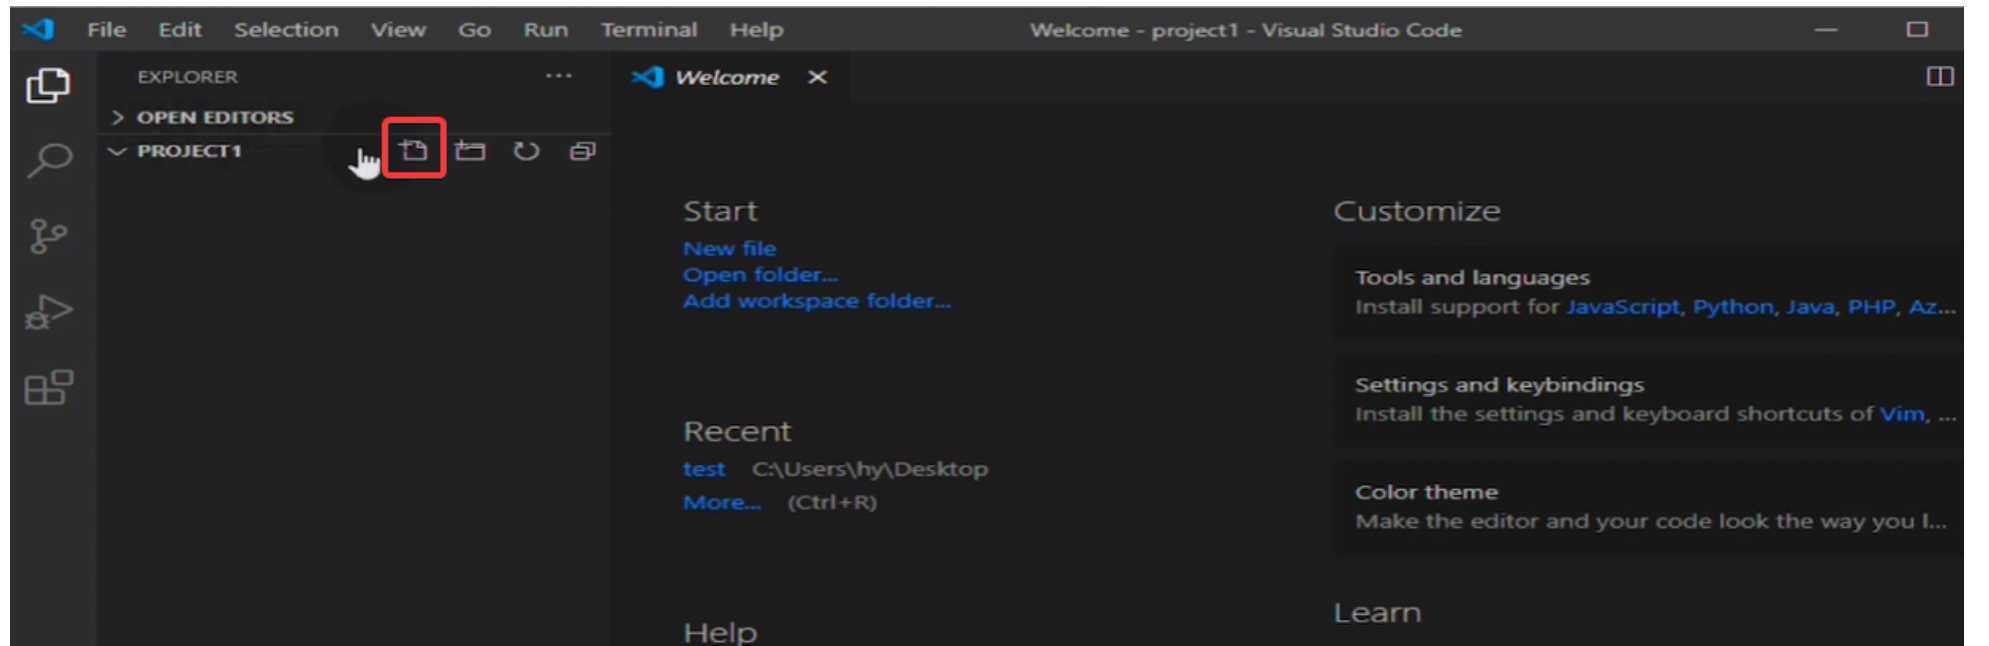 File Edit Selection View Go Run Terminal Help Welcome - project1 - Visual Studio Code
EXPLORER ··· Welcome
OPEN EDITORS
PROJECT1
Start
New file
Open folder...
Add workspace folder...
Recent
test C:\Users\hy\Desktop
More... (Ctrl+R)
Help
Customize
Tools and languages
Install support for JavaScript, Python, Java, PHP, Az...
Settings and keybindings
Install the settings and keyboard shortcuts of Vim, ...
Color theme
Make the editor and your code look the way you l...
Learn